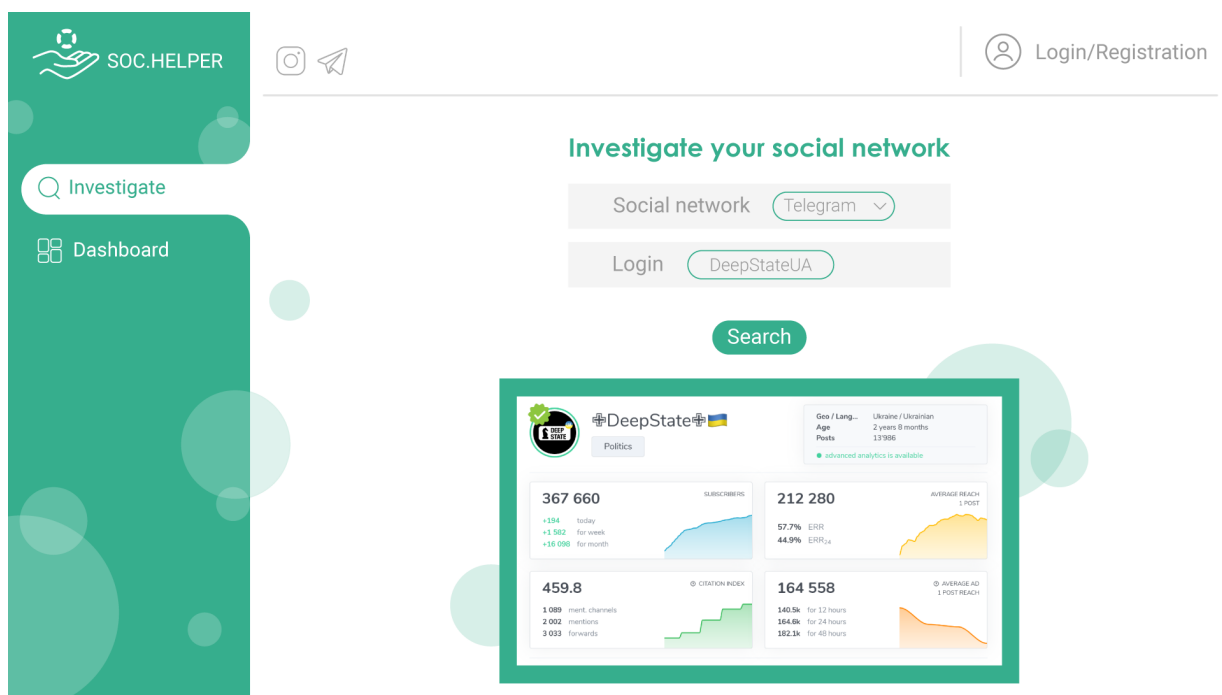 SOC.HELPER
Login/Registration
Investigate
Dashboard
Investigate your social network
Social network Telegram
Login DeepStateUA
Search
DEEP STATE
DeepState
Politics
Geo / Lang... Ukraine / Ukrainian
Age 2 years 8 months
Posts 13'986
advanced analytics is available
367 660 SUBSCRIBERS
+194 today
+1 582 for week
+16 098 for month
212 280 AVERAGE REACH
1 POST
57.7% ERR
44.9% ERR24
459.8 CITATION INDEX
1 089 ment. channels
2 002 mentions
3 033 forwards
164 558 AVERAGE AD
1 POST REACH
140.5k for 12 hours
164.6k for 24 hours
182.1k for 48 hours